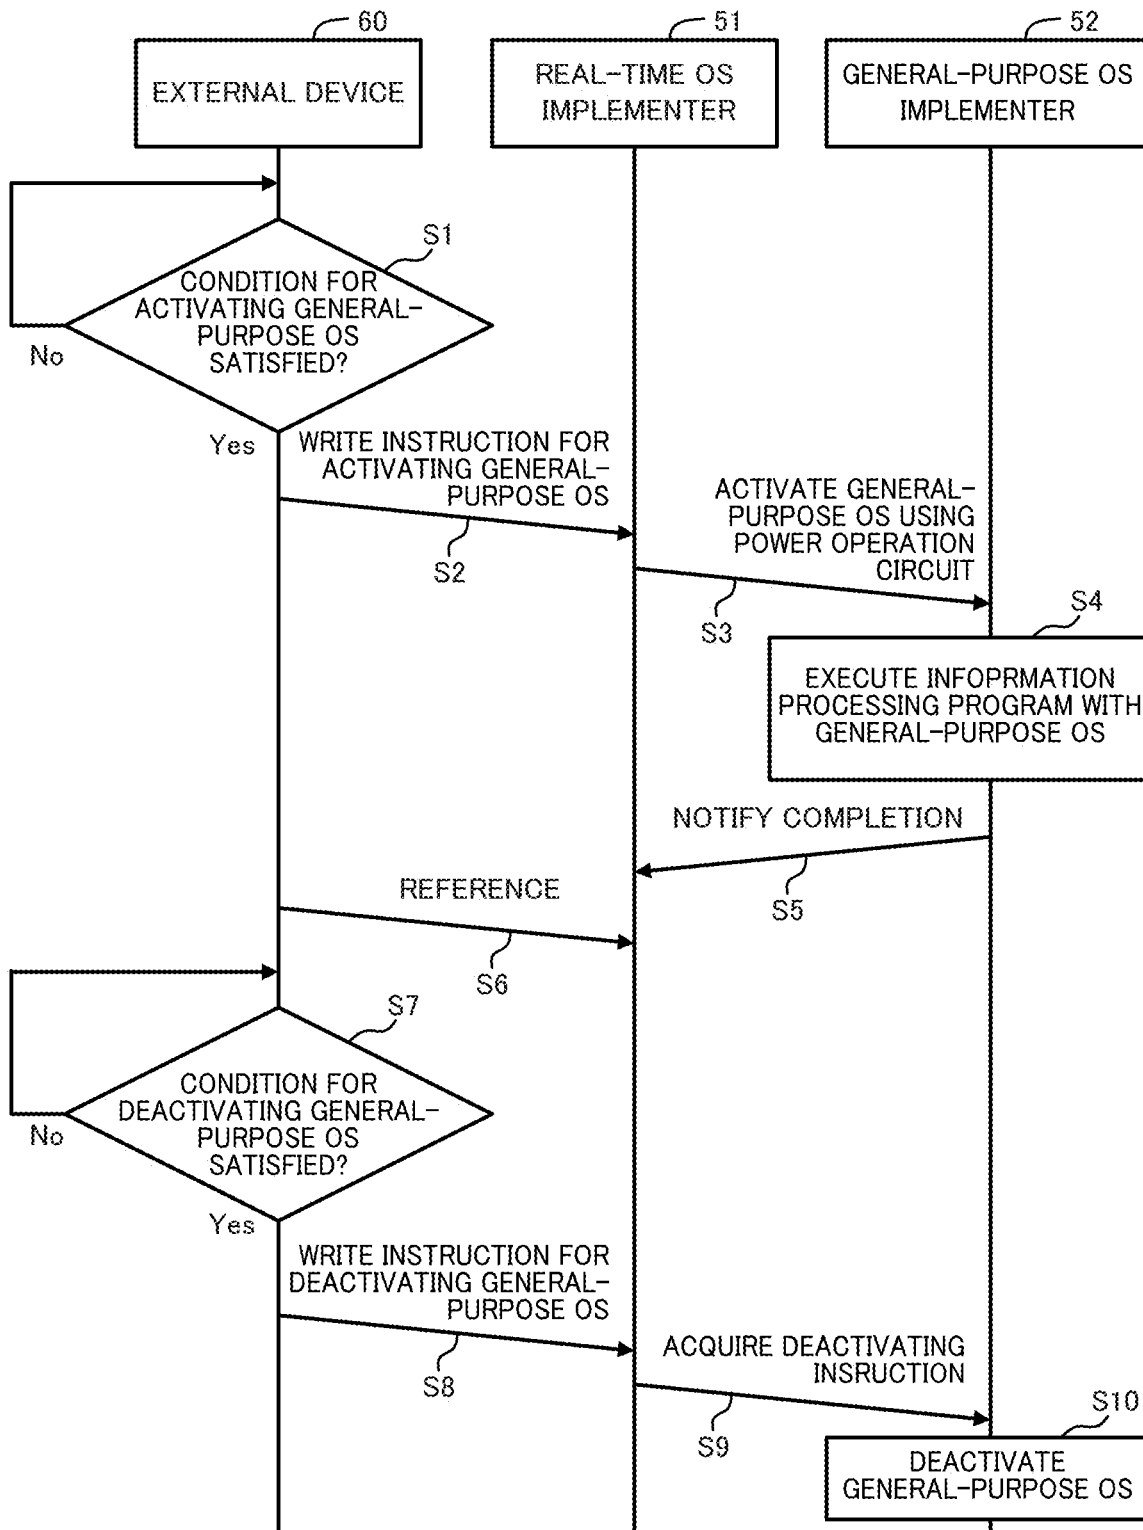 60
51
52
EXTERNAL DEVICE
REAL-TIME OS
IMPLEMENTER
GENERAL-PURPOSE OS
IMPLEMENTER
S1
CONDITION FOR
ACTIVATING GENERAL-
PURPOSE OS
SATISFIED?
No
Yes
WRITE INSTRUCTION FOR
ACTIVATING GENERAL-
PURPOSE OS
S2
ACTIVATE GENERAL-
PURPOSE OS USING
POWER OPERATION
CIRCUIT
S3
S4
EXECUTE INFOPRMATION
PROCESSING PROGRAM WITH
GENERAL-PURPOSE OS
NOTIFY COMPLETION
S5
REFERENCE
S6
S7
CONDITION FOR
DEACTIVATING GENERAL-
PURPOSE OS
SATISFIED?
No
Yes
WRITE INSTRUCTION FOR
DEACTIVATING GENERAL-
PURPOSE OS
S8
ACQUIRE DEACTIVATING
INSRUCTION
S9
S10
DEACTIVATE
GENERAL-PURPOSE OS